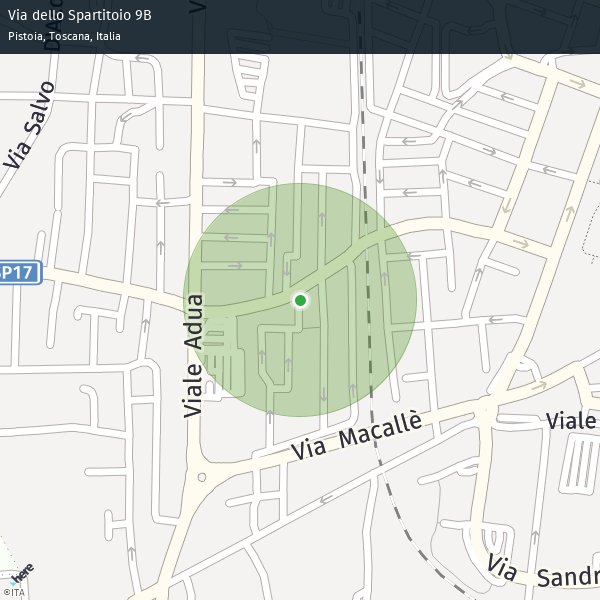 Via dello Spartitoio 9B
Pistoia, Toscana, Italia
Via Salvo
SP17
Viale Adua
Via Macallè
Viale
Via Sandr
here
©ITA